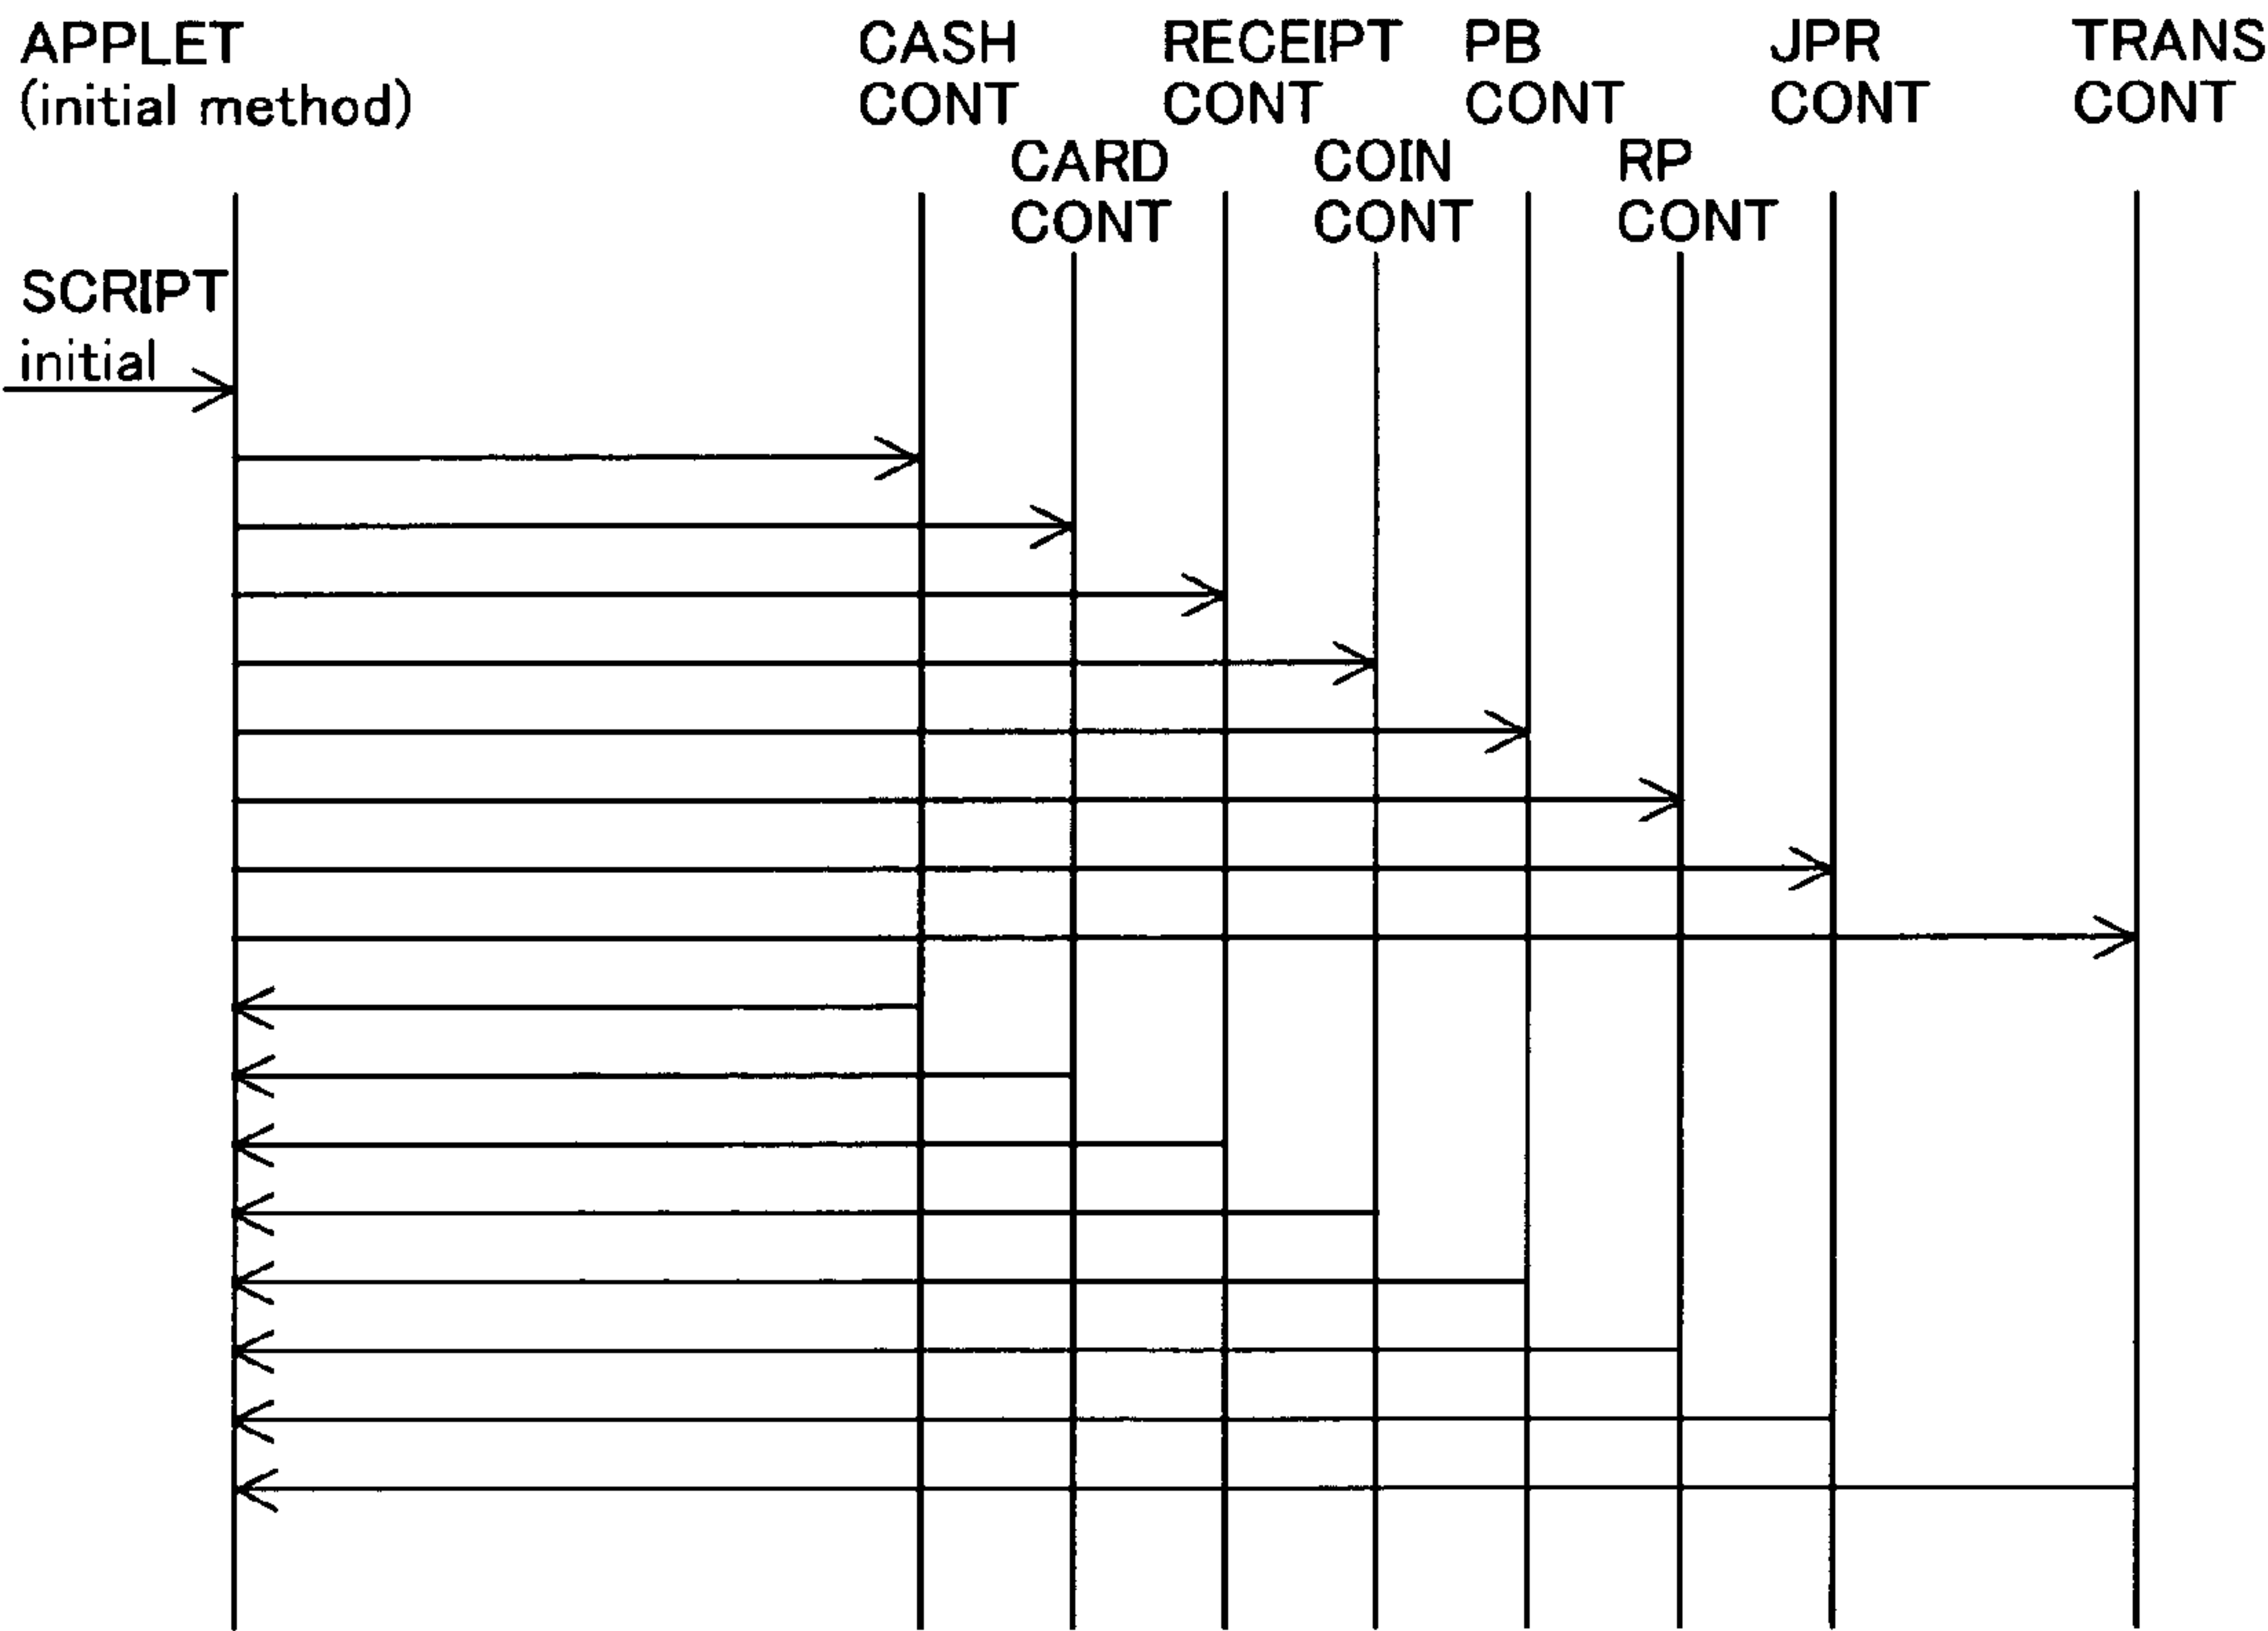 APPLET
(initial method)
CASH
CONT
RECEIPT
CONT
PB
CONT
JPR
CONT
TRANS
CONT
CARD
CONT
COIN
CONT
RP
CONT
SCRIPT
initial